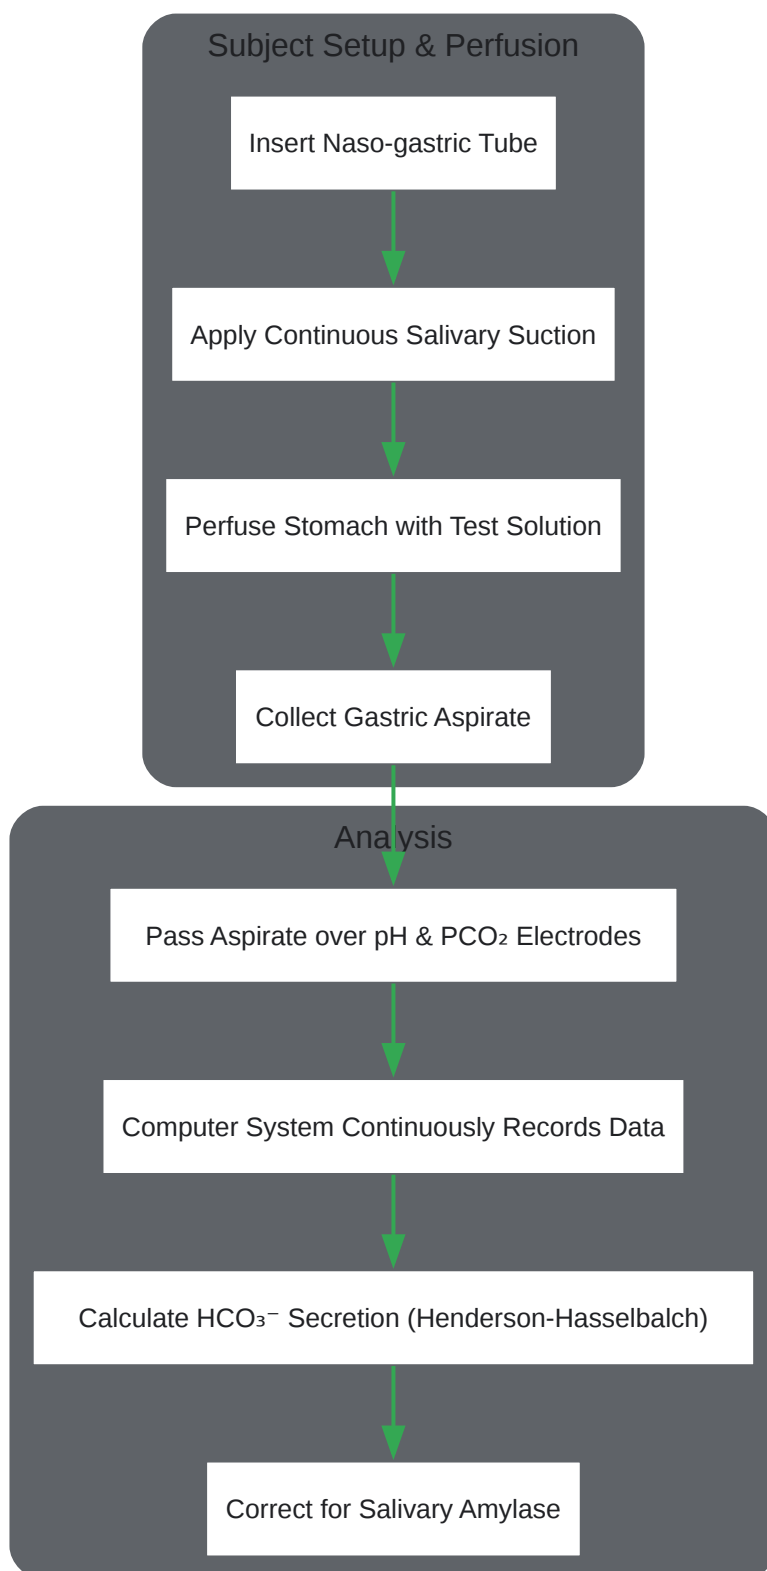 Subject Setup & Perfusion
Insert Naso-gastric Tube
Apply Continuous Salivary Suction
Perfuse Stomach with Test Solution
Collect Gastric Aspirate
Analysis
Pass Aspirate over pH & PCO₂ Electrodes
Computer System Continuously Records Data
Calculate HCO₃⁻ Secretion (Henderson-Hasselbalch)
Correct for Salivary Amylase